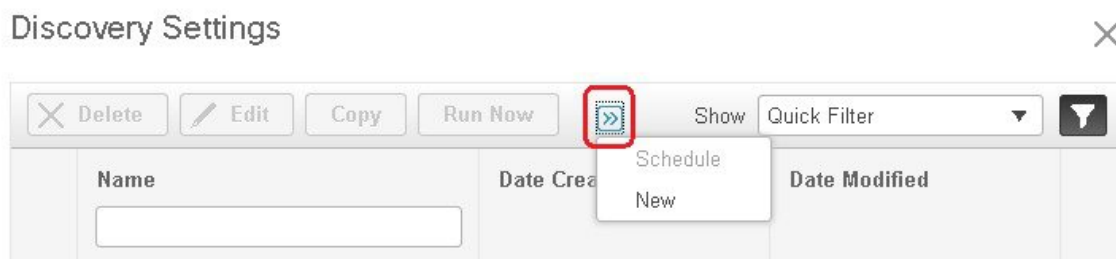 Discovery Settings
Delete Edit Copy Run Now Show Quick Filter
Schedule
Name Date Crea Date Modified
New